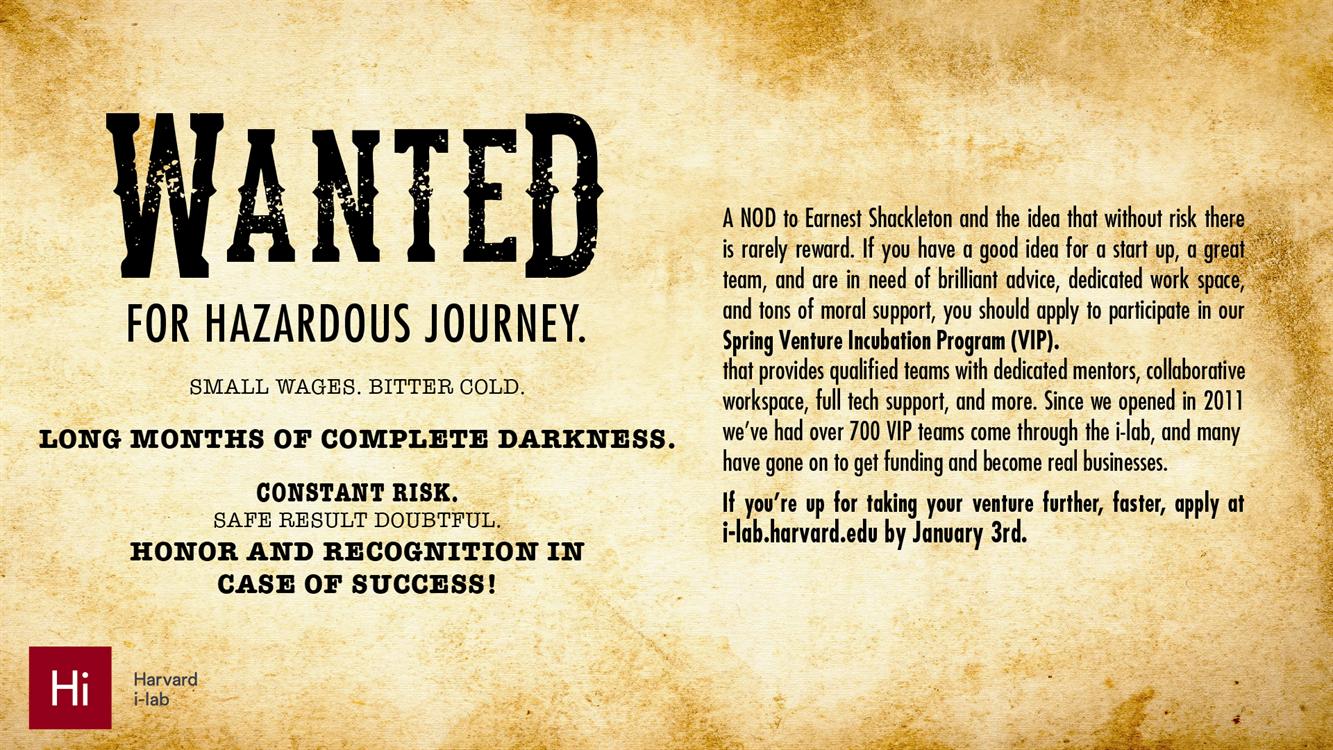 WANTED
FOR HAZARDOUS JOURNEY.
SMALL WAGES. BITTER COLD.
LONG MONTHS OF COMPLETE DARKNESS.
CONSTANT RISK.
SAFE RESULT DOUBTFUL.
HONOR AND RECOGNITION IN
CASE OF SUCCESS!
A NOD to Earnest Shackleton and the idea that without risk there
is rarely reward. If you have a good idea for a start up, a great
team, and are in need of brilliant advice, dedicated work space,
and tons of moral support, you should apply to participate in our
Spring Venture Incubation Program (VIP).
that provides qualified teams with dedicated mentors, collaborative
workspace, full tech support, and more. Since we opened in 2011
we've had over 700 VIP teams come through the i-lab, and many
have gone on to get funding and become real businesses.
If you're up for taking your venture further, faster, apply at
i-lab.harvard.edu by January 3rd.
Hi
Harvard
i-lab